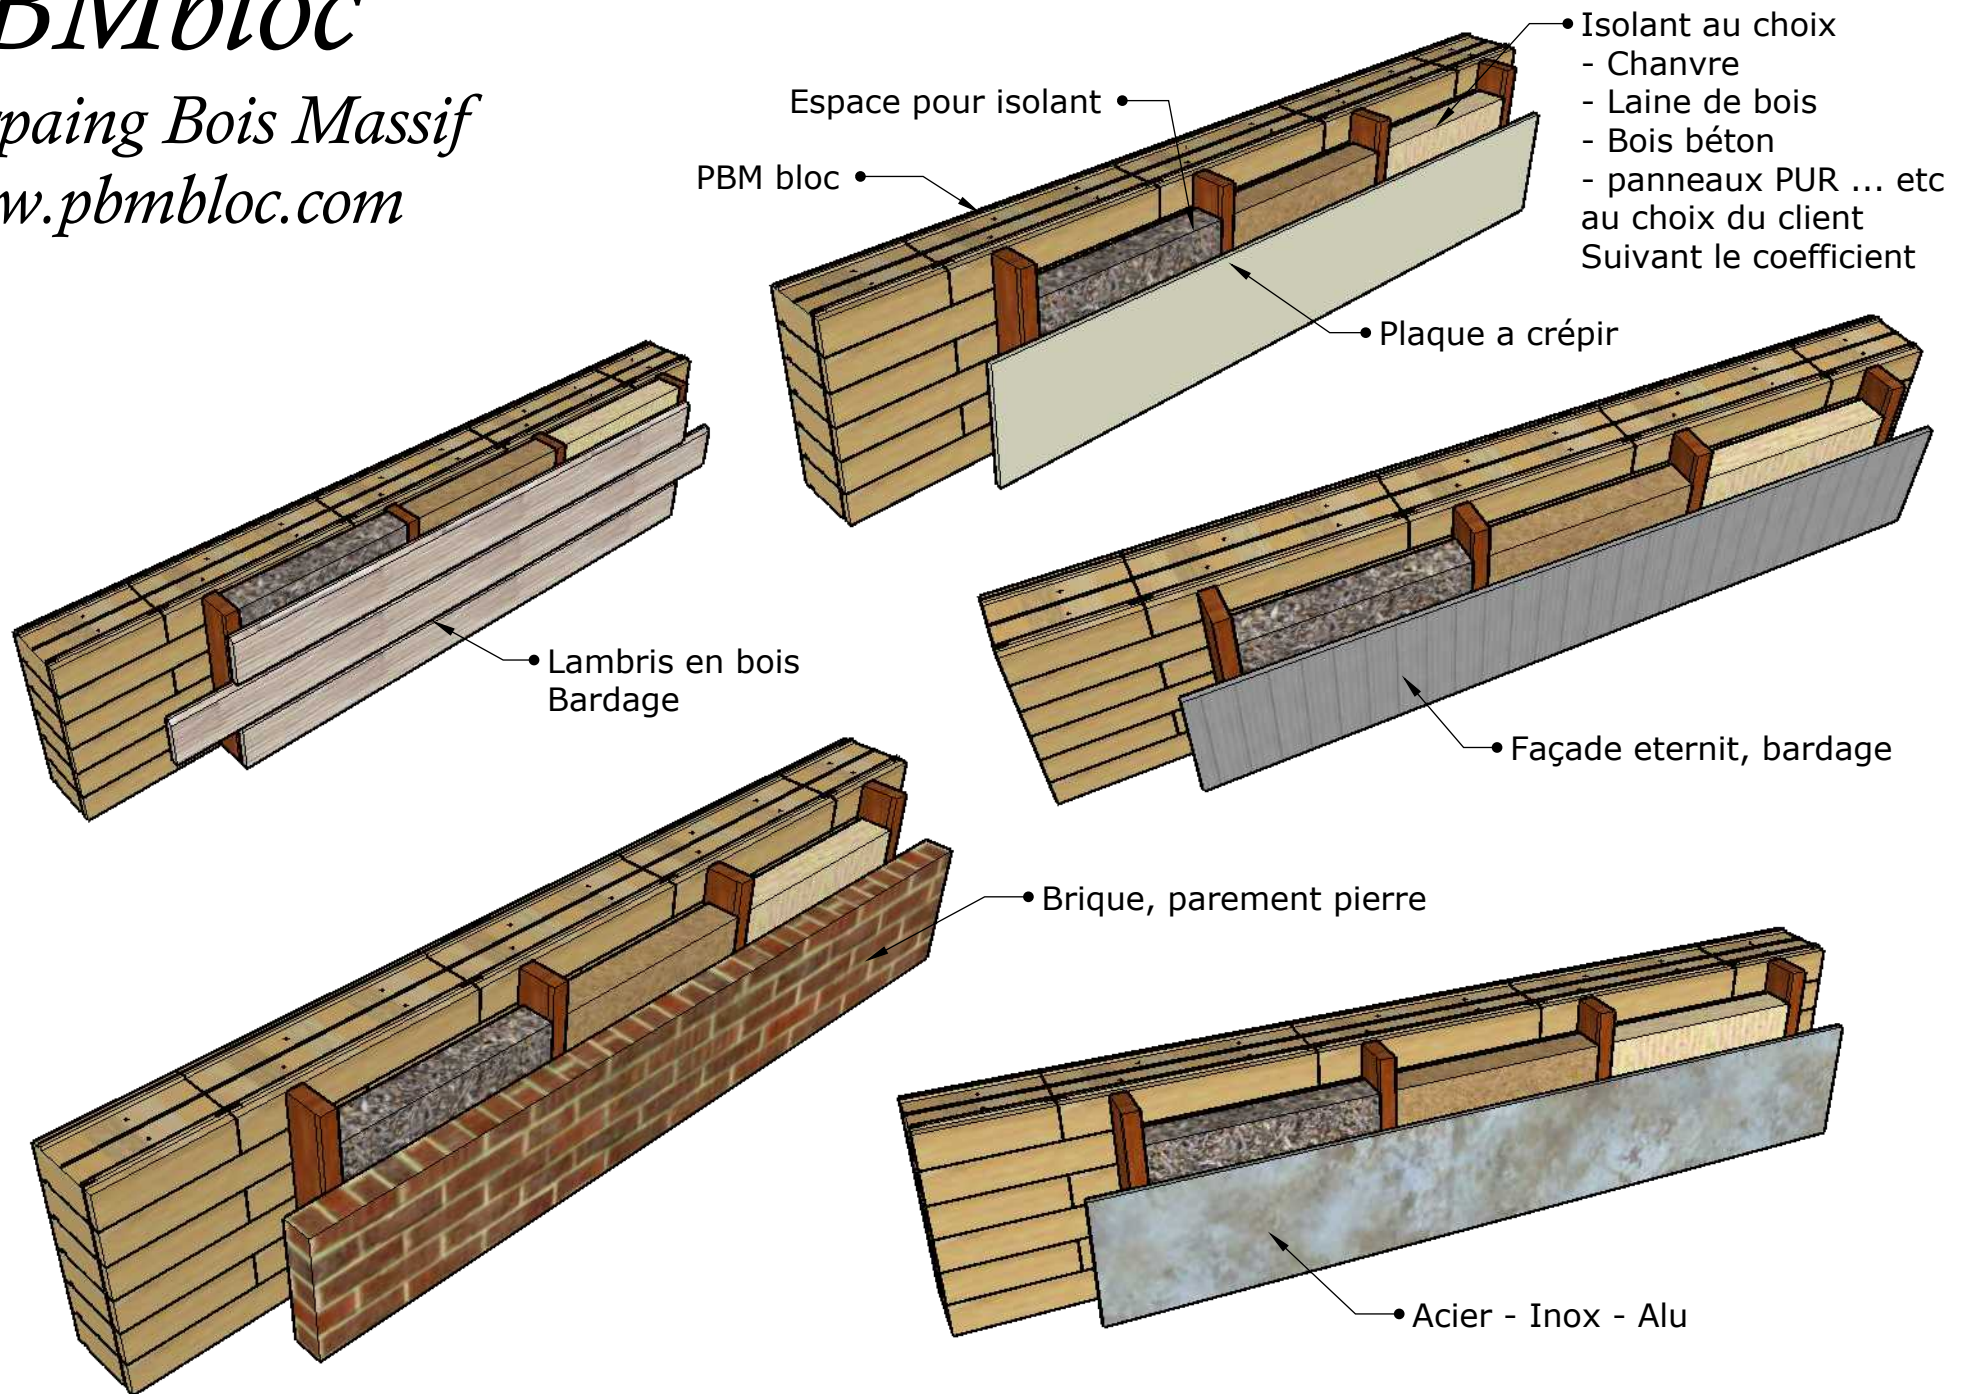 BMbloc
rpaing Bois Massif
w.pbmbloc.com
Isolant au choix
- Chanvre
- Laine de bois
- Bois béton
- panneaux PUR ... etc
au choix du client
Suivant le coefficient
Espace pour isolant
PBM bloc
Plaque a crépir
Lambris en bois
Bardage
Façade eternit, bardage
Brique, parement pierre
Acier - Inox - Alu